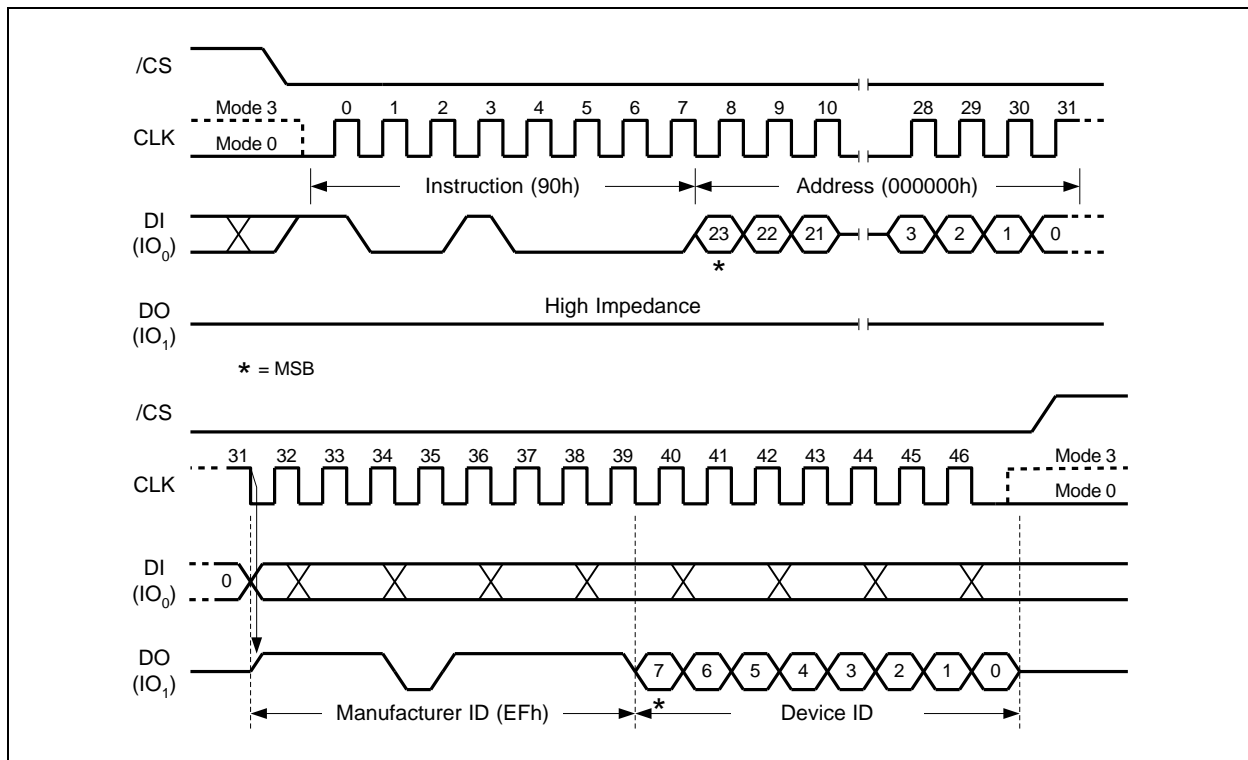 /CS
Mode 3
0 1 2 3 4 5 6 7 8 9 10 28 29 30 31
CLK
Mode 0
Instruction (90h) Address (000000h)
DI
(IO0)
23 22 21 3 2 1 0
*
High Impedance
DO
(IO1)
* = MSB
/CS
31 32 33 34 35 36 37 38 39 40 41 42 43 44 45 46
Mode 3
CLK
Mode 0
DI
(IO0)
0
DO
(IO1)
7 6 5 4 3 2 1 0
*
Manufacturer ID (EFh) Device ID